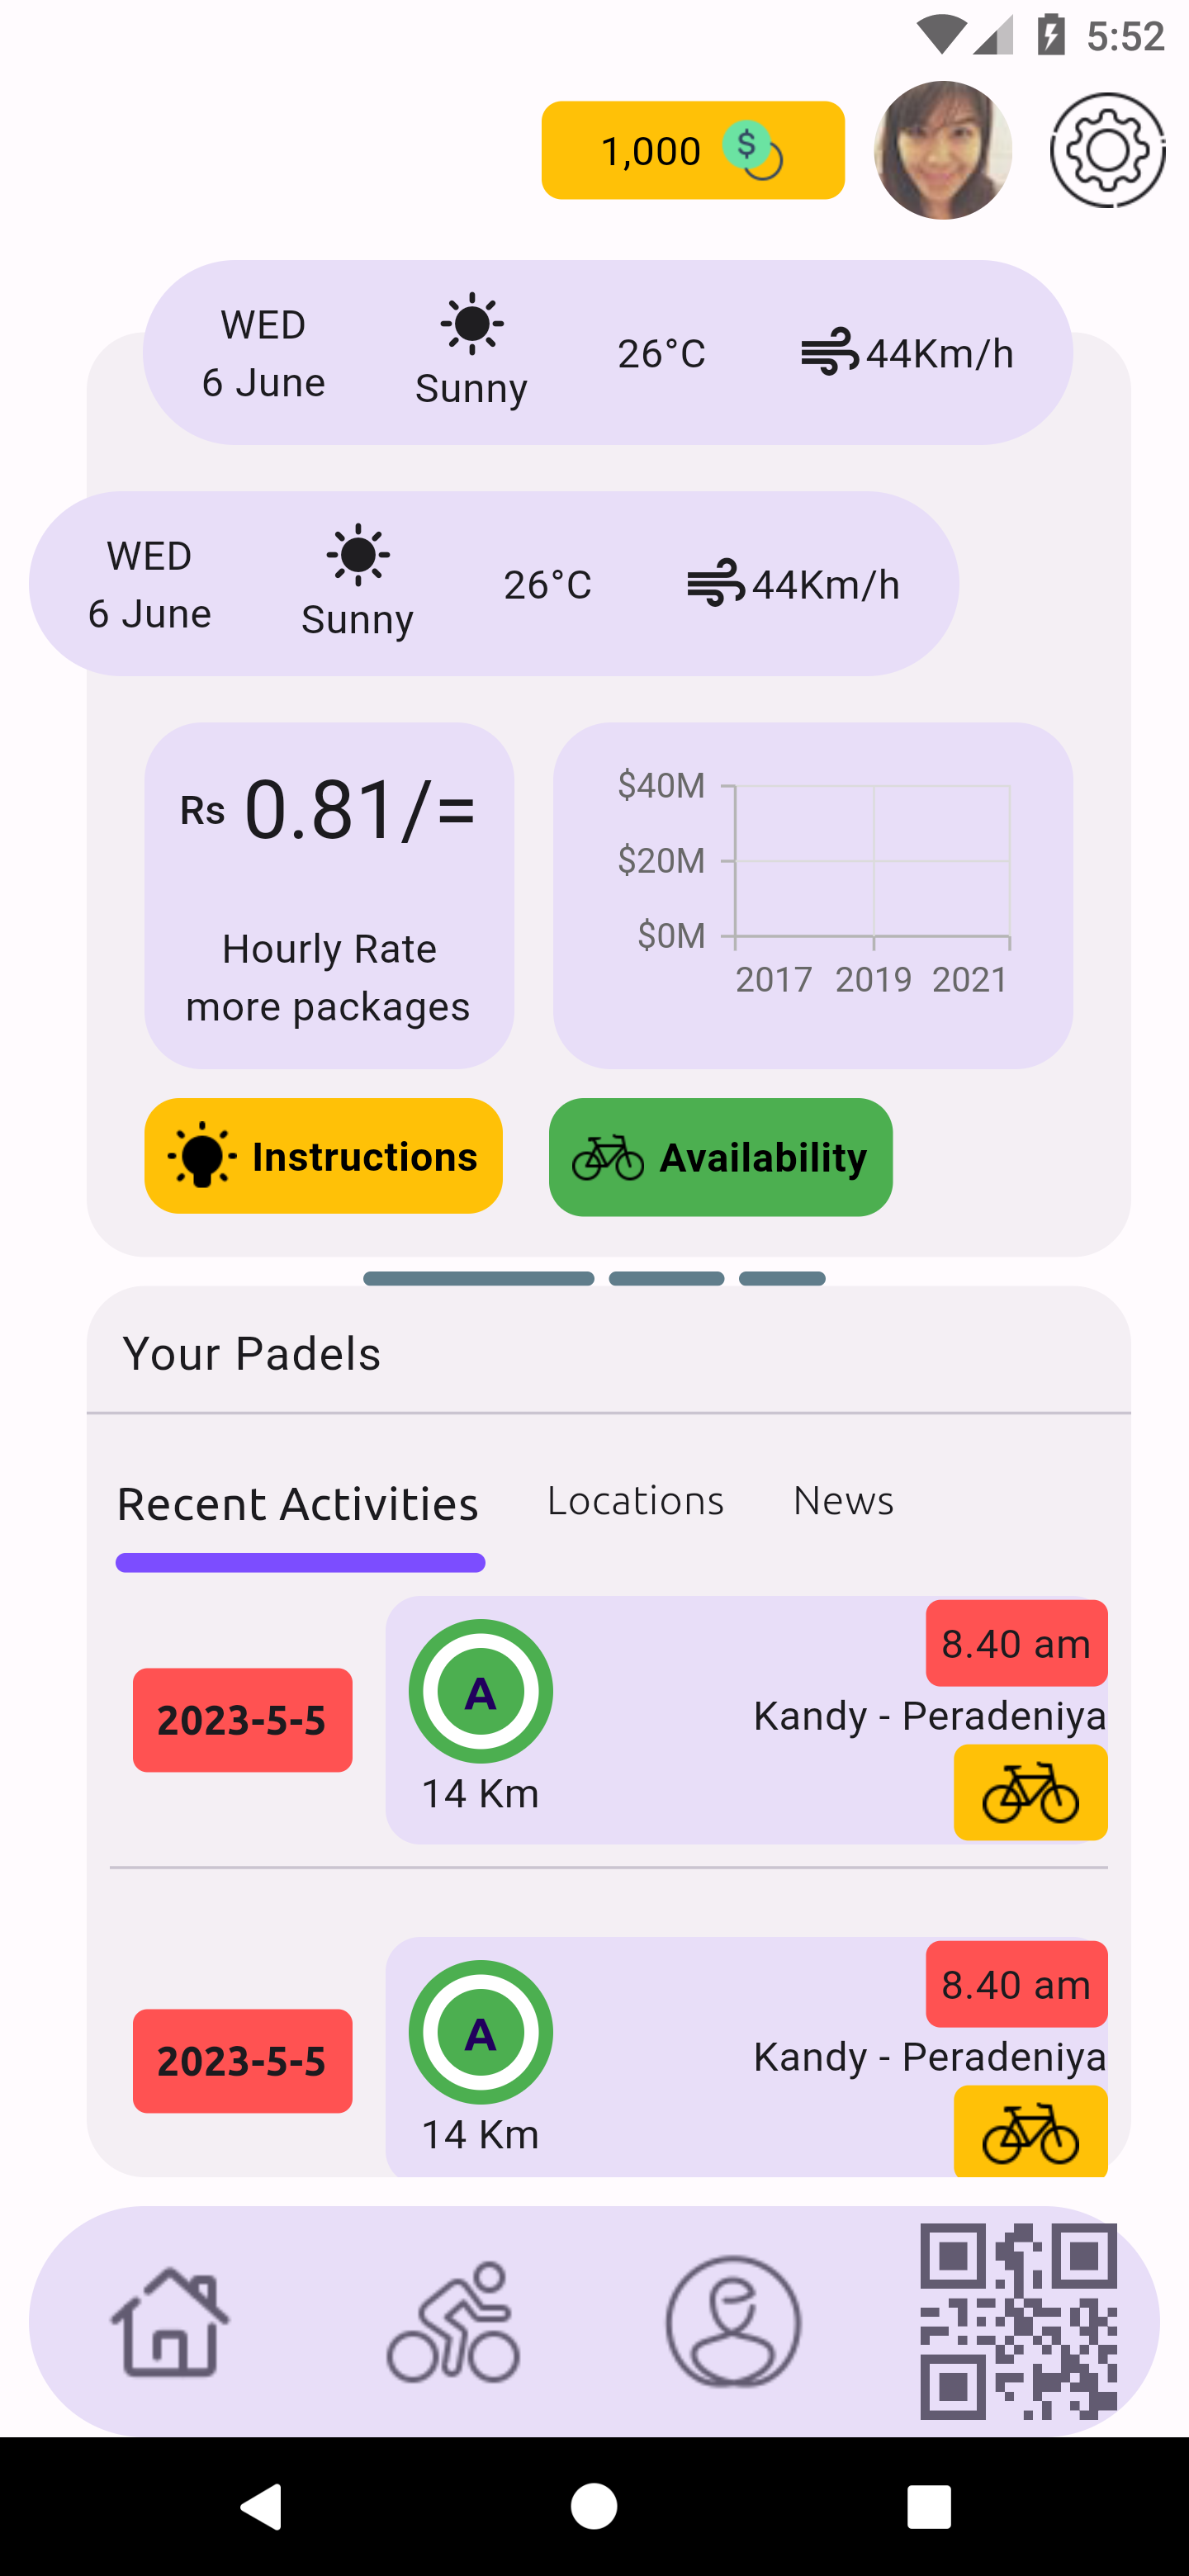 5:52
1,000
WED
6 June
Sunny
26°C
44Km/h
WED
6 June
Sunny
26°C
44Km/h
Rs 0.81/=
Hourly Rate
more packages
$40M
$20M
$0M
2017 2019 2021
Instructions
Availability
Your Padels
Recent Activities Locations News
2023-5-5
A
14 Km
8.40 am
Kandy - Peradeniya
2023-5-5
A
14 Km
8.40 am
Kandy - Peradeniya